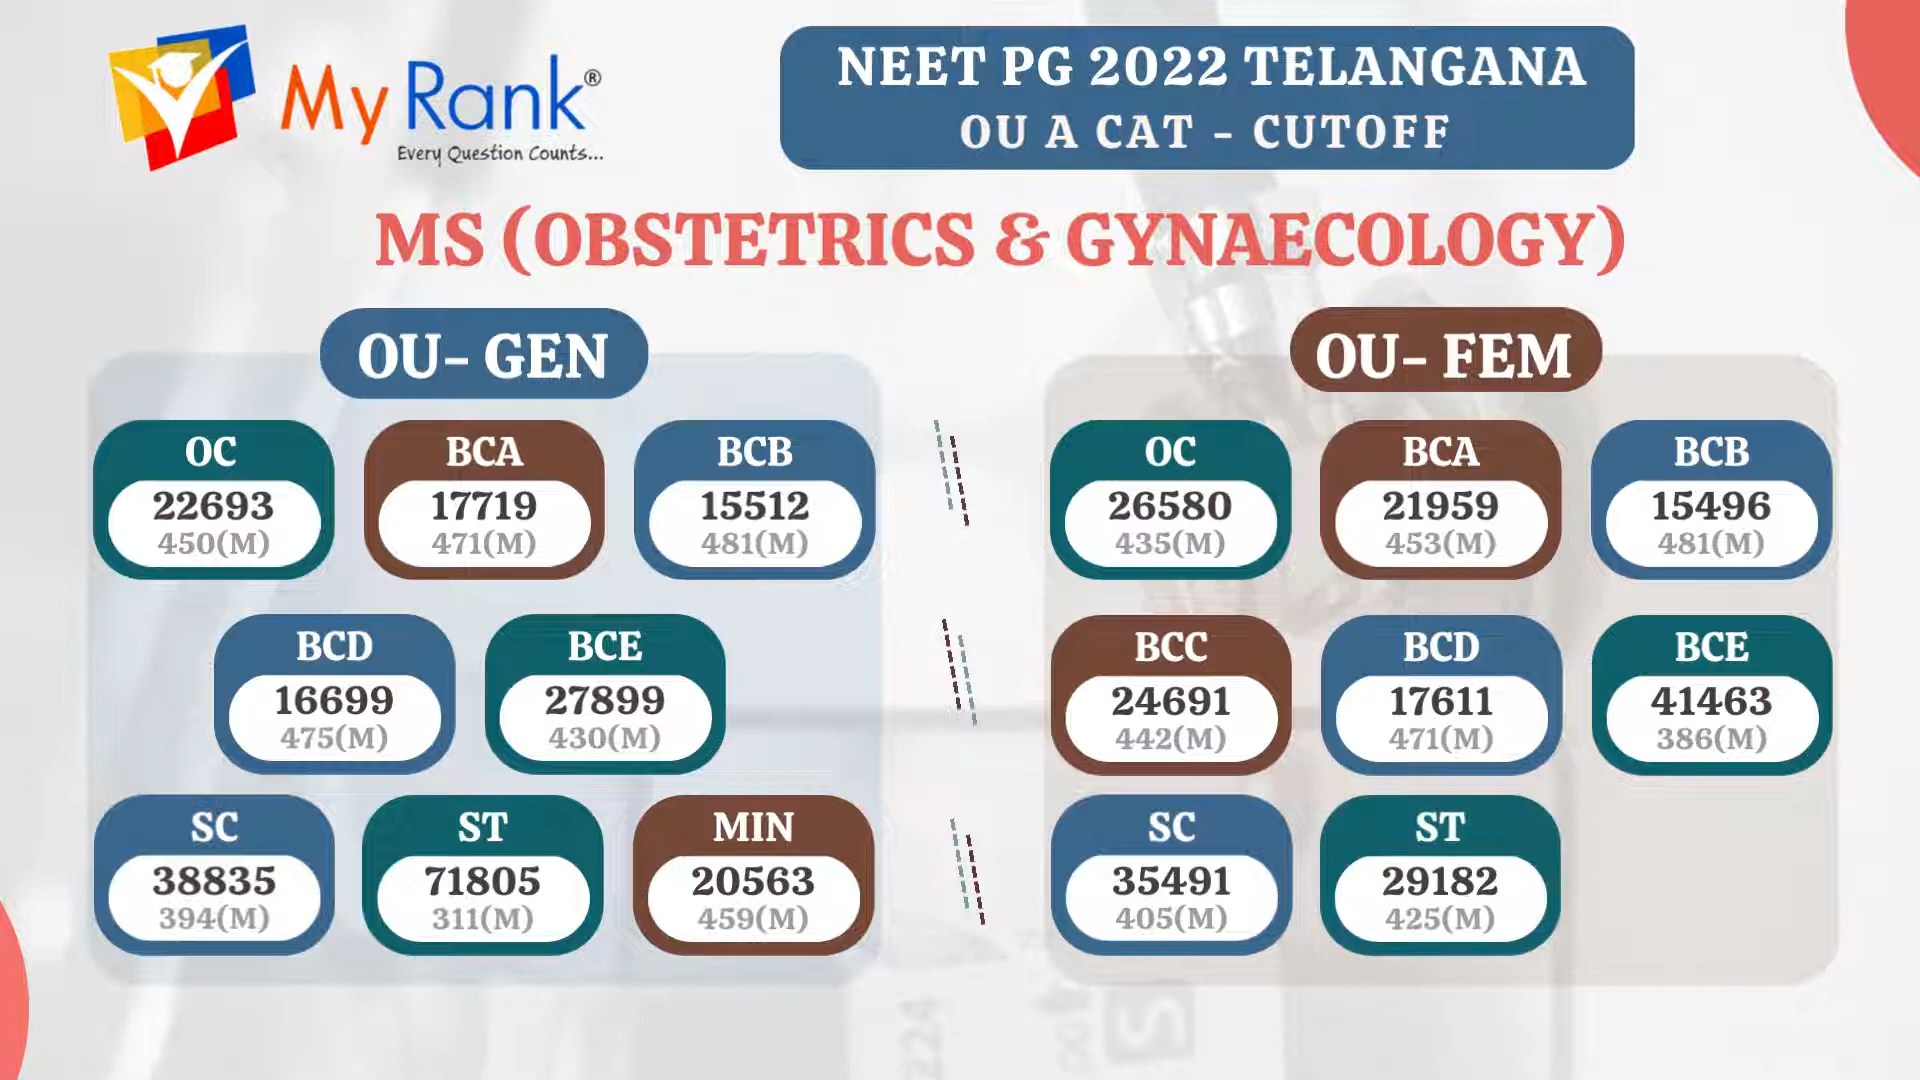 My Rank®
Every Question Counts...
NEET PG 2022 TELANGANA
OU A CAT - CUTOFF
MS (OBSTETRICS & GYNAECOLOGY)
OU- GEN
OC
22693
450(M)
BCA
17719
471(M)
BCB
15512
481(M)
BCD
16699
475(M)
BCE
27899
430(M)
SC
38835
394(M)
ST
71805
311(M)
MIN
20563
459(M)
OU- FEM
OC
26580
435(M)
BCA
21959
453(M)
BCB
15496
481(M)
BCC
24691
442(M)
BCD
17611
471(M)
BCE
41463
386(M)
SC
35491
405(M)
ST
29182
425(M)